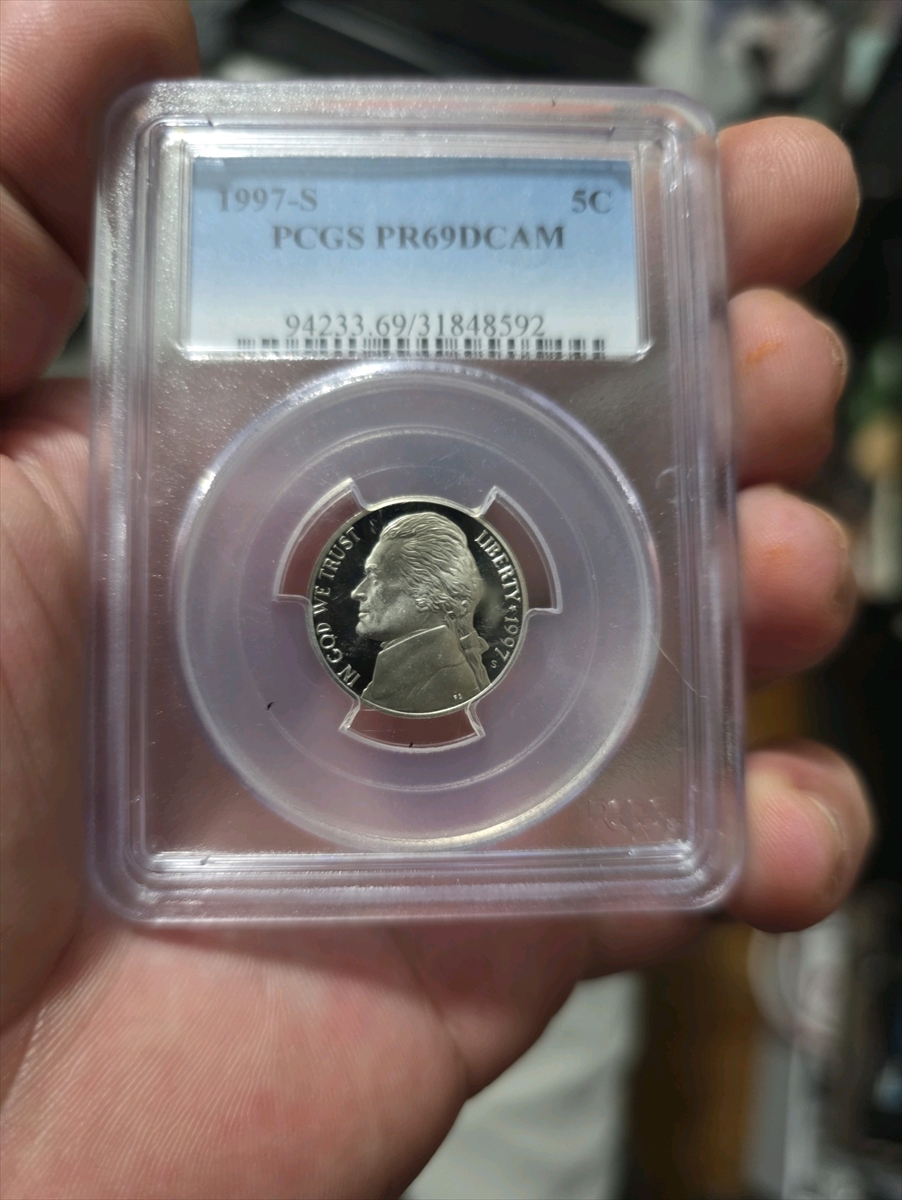 1997-S 5C
PCGS PR69DCAM
94233.69/31848592
IN GOD WE TRUST
LIBERTY ★ 1997
S